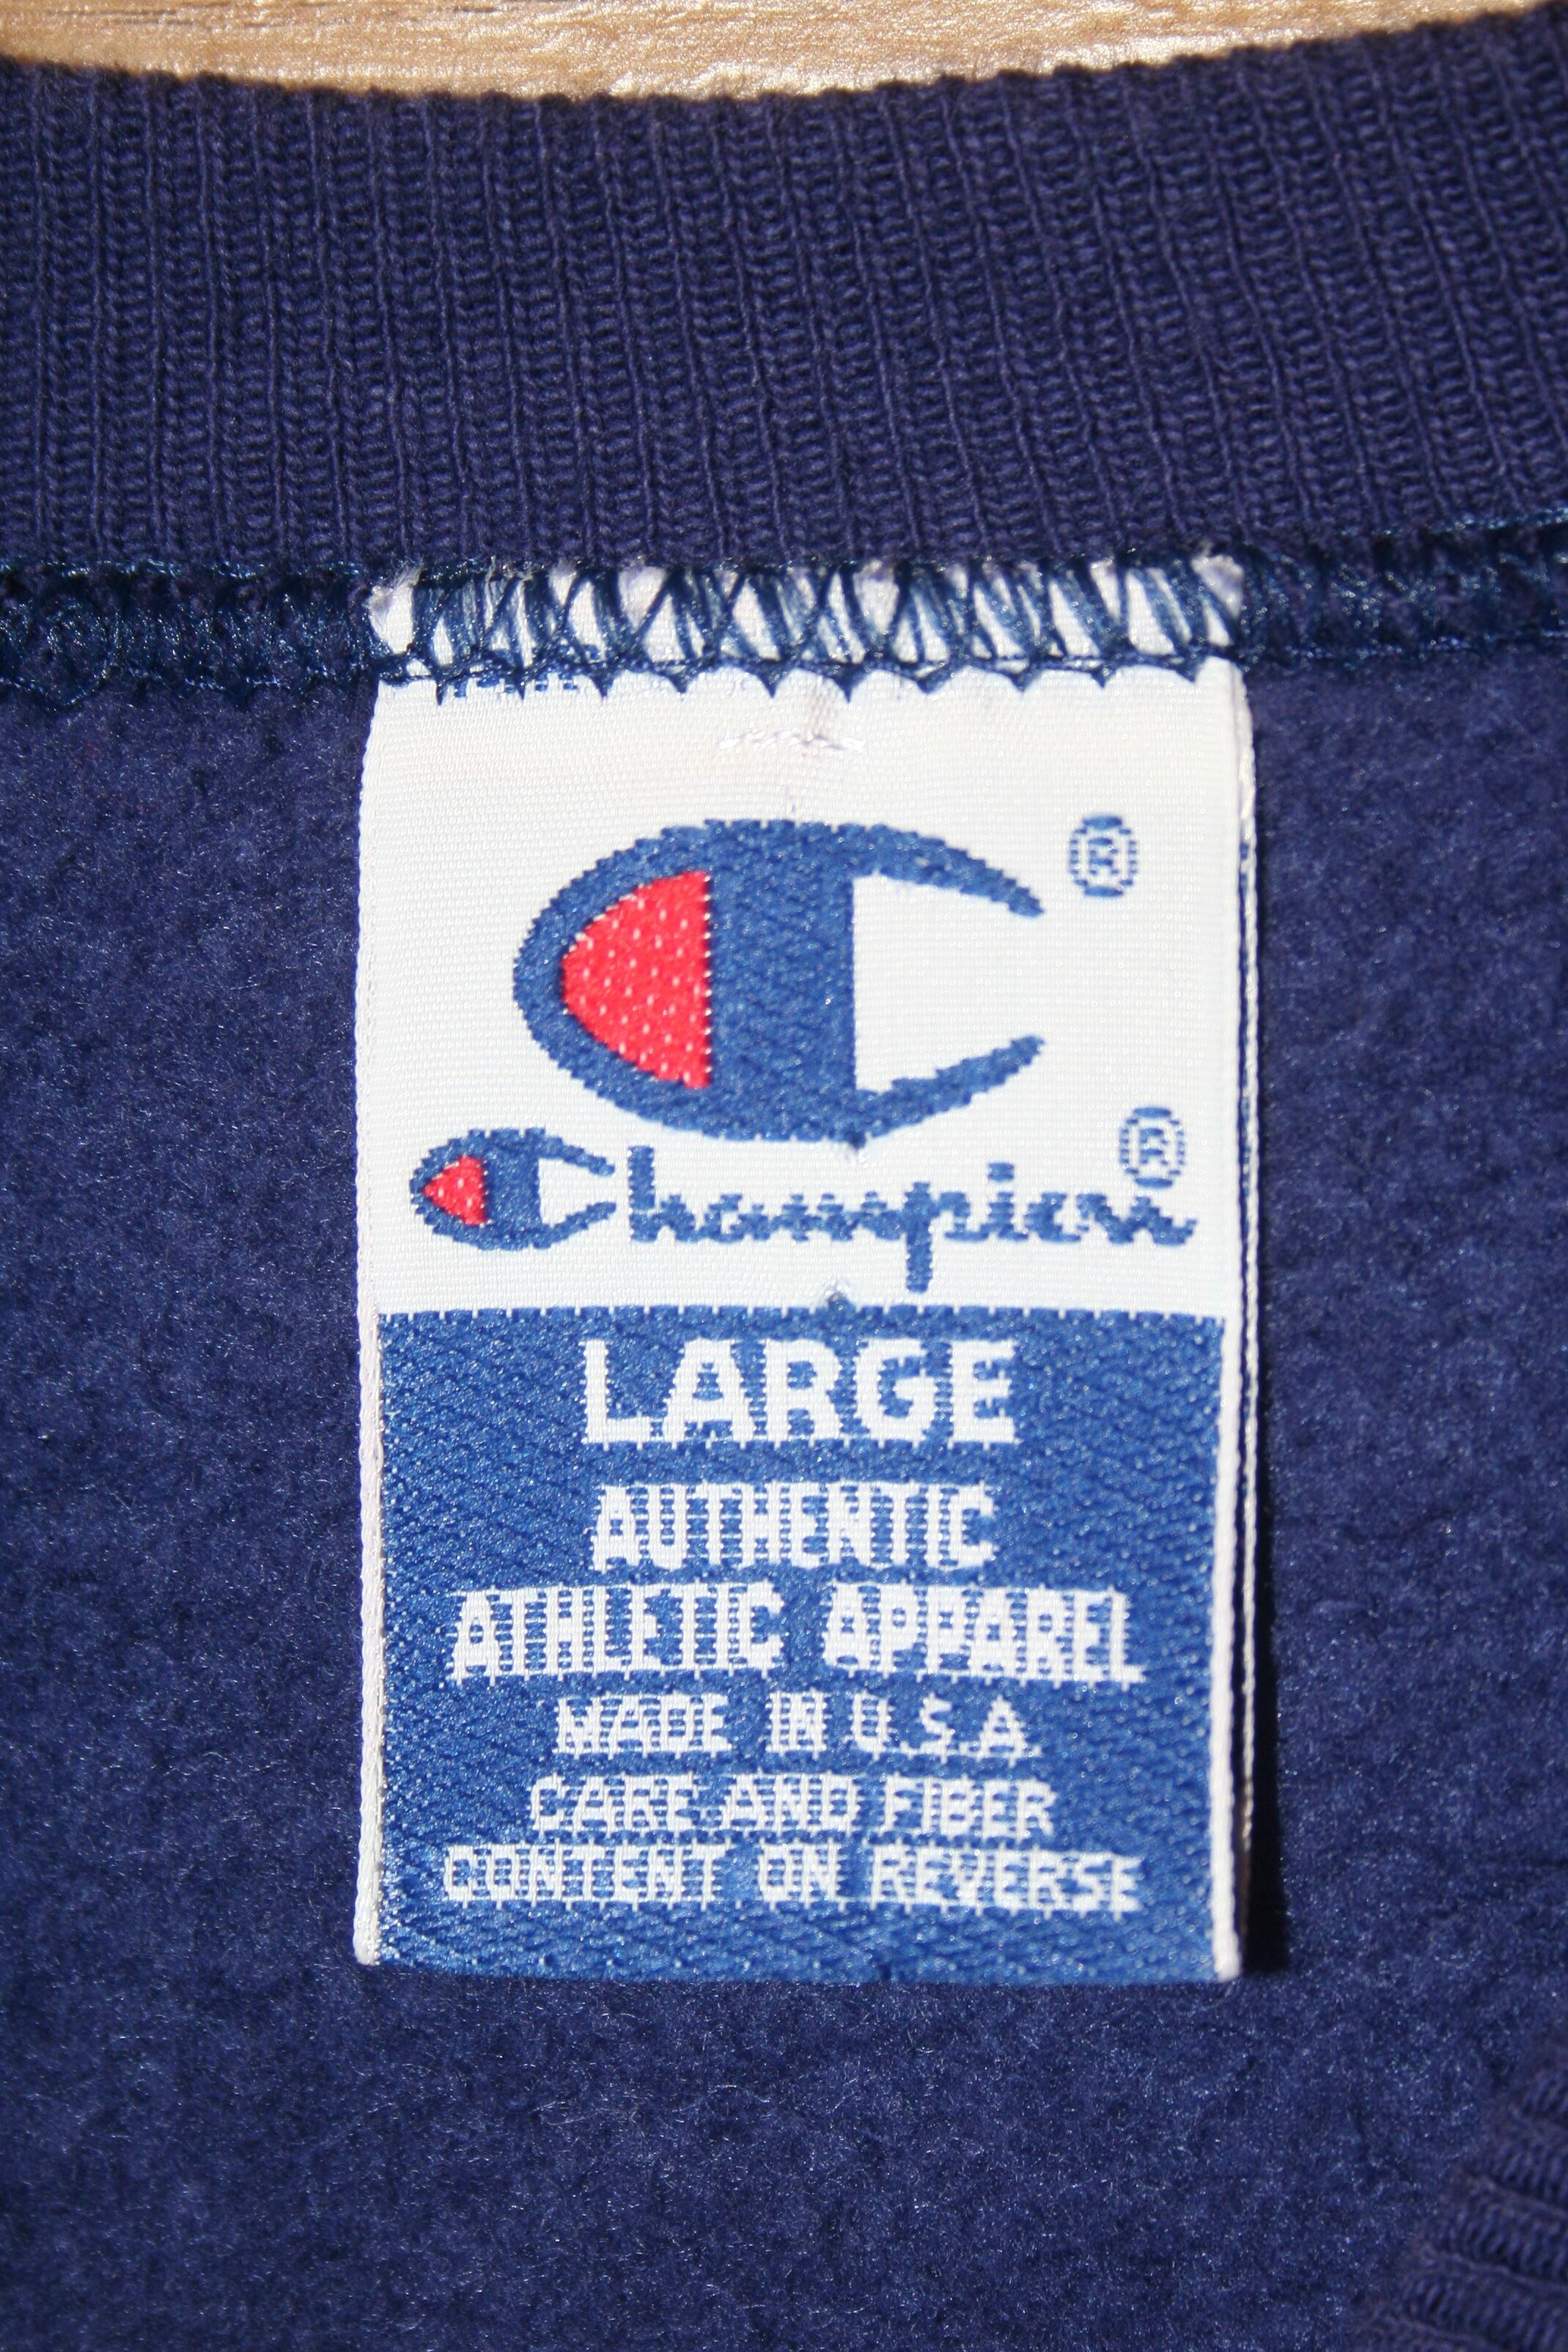 ®
Champion®
LARGE
AUTHENTIC
ATHLETIC APPAREL
MADE IN U.S.A
CARE AND FIBER
CONTENT ON REVERSE